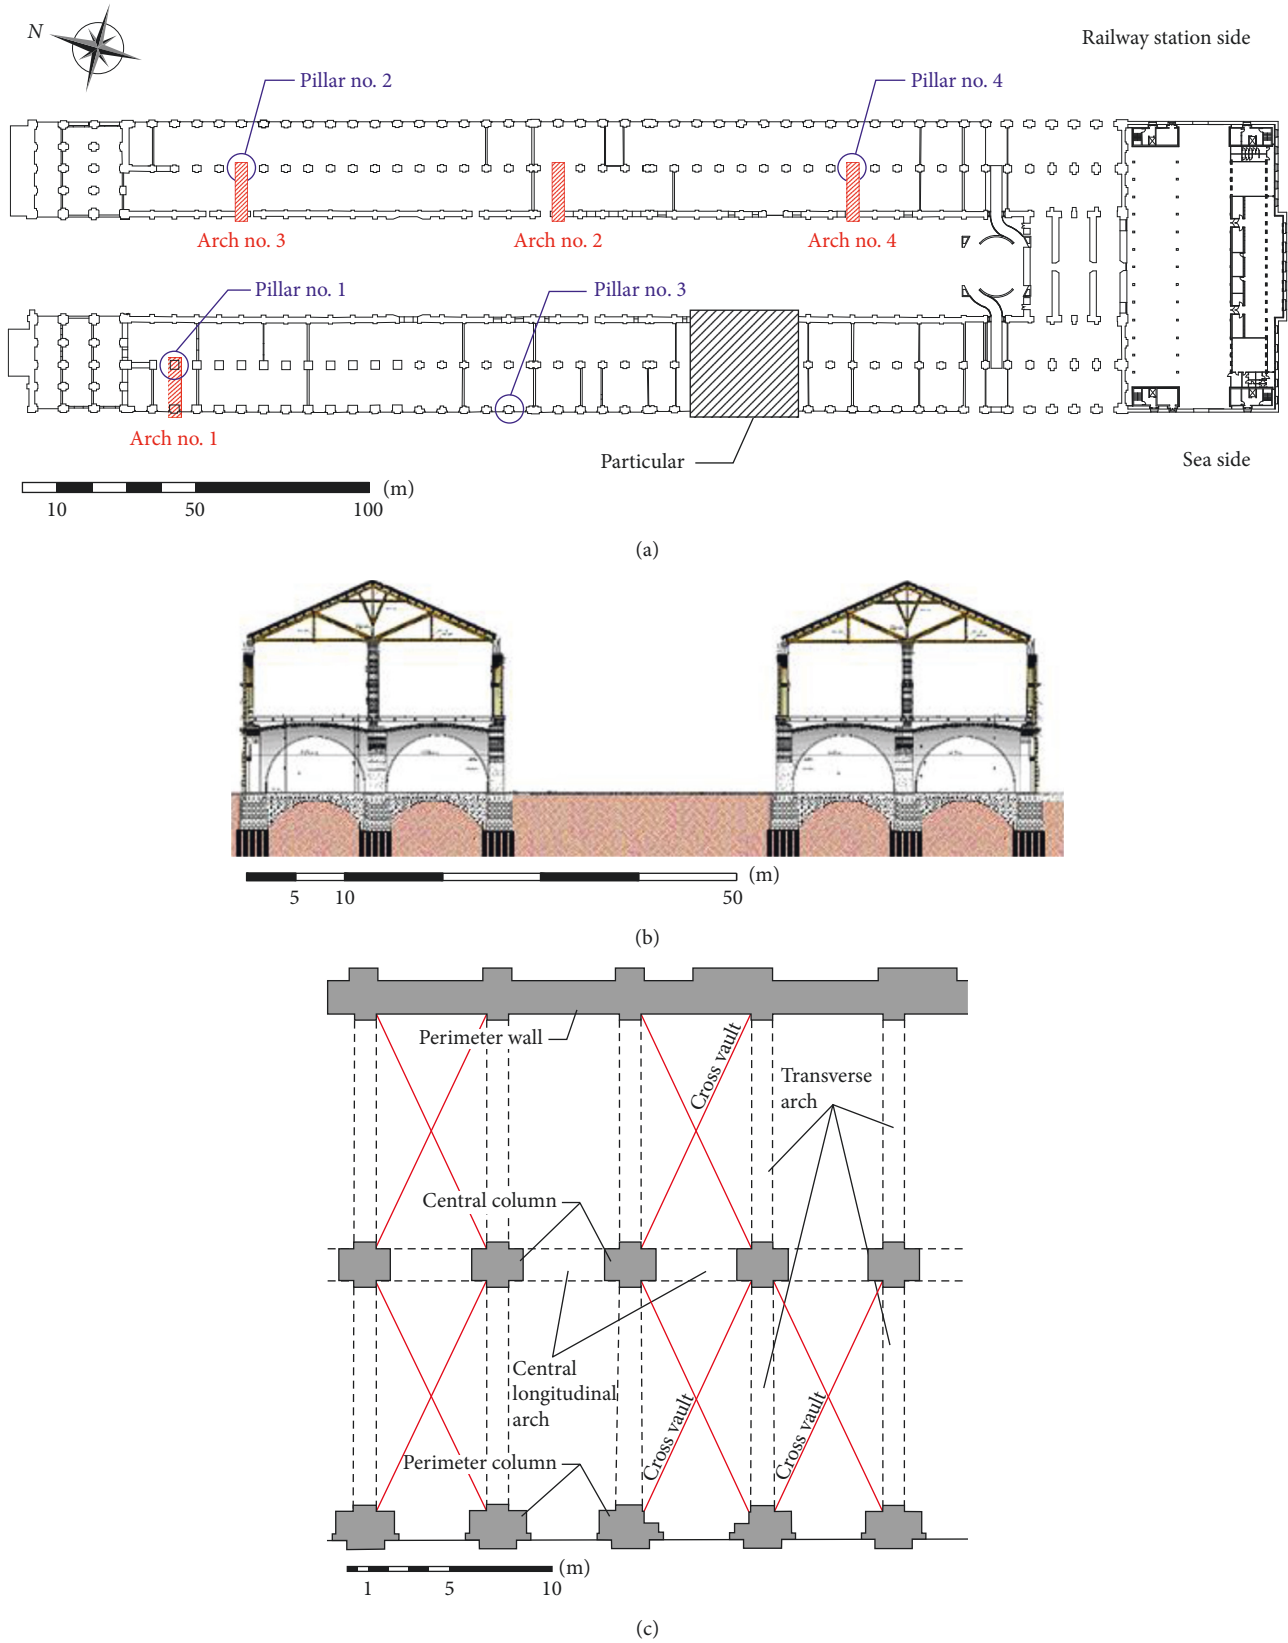 N
Railway station side
Pillar no. 2
Pillar no. 4
Arch no. 3
Arch no. 2
Arch no. 4
Pillar no. 1
Pillar no. 3
Arch no. 1
Particular
Sea side
(m)
10
50
100
(a)
(m)
5
10
50
(b)
Perimeter wall
Cross vault
Transverse
arch
Central column
Central
longitudinal
arch
Cross vault
Cross vault
Perimeter column
(m)
1
5
10
(c)